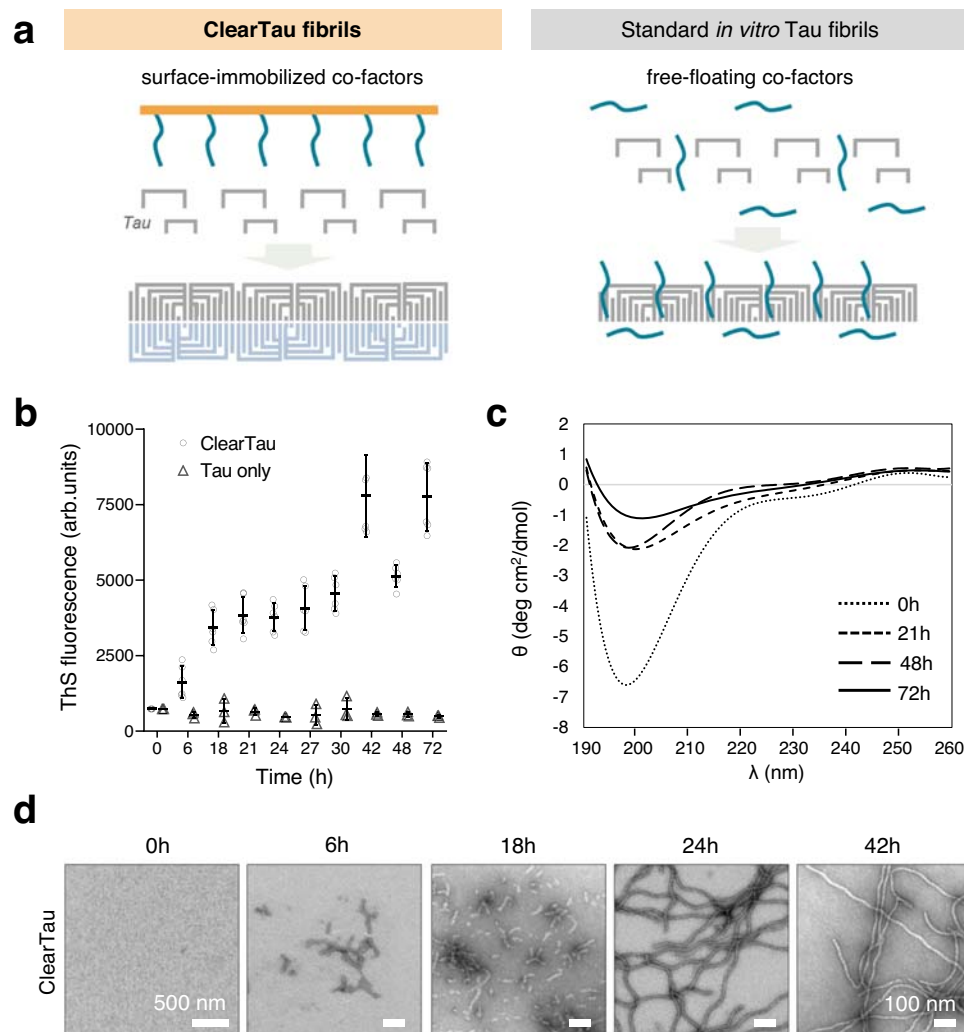 a
ClearTau fibrils
Standard in vitro Tau fibrils
surface-immobilized co-factors
free-floating co-factors
Tau
b
ThS fluorescence (arb.units)
10000
7500
5000
2500
0
ClearTau
Tau only
0 6 18 21 24 27 30 42 48 72
Time (h)
c
θ (deg cm²/dmol)
2
1
0
-1
-2
-3
-4
-5
-6
-7
-8
0h
21h
48h
72h
190 200 210 220 230 240 250 260
λ (nm)
d
0h 6h 18h 24h 42h
ClearTau
500 nm
100 nm